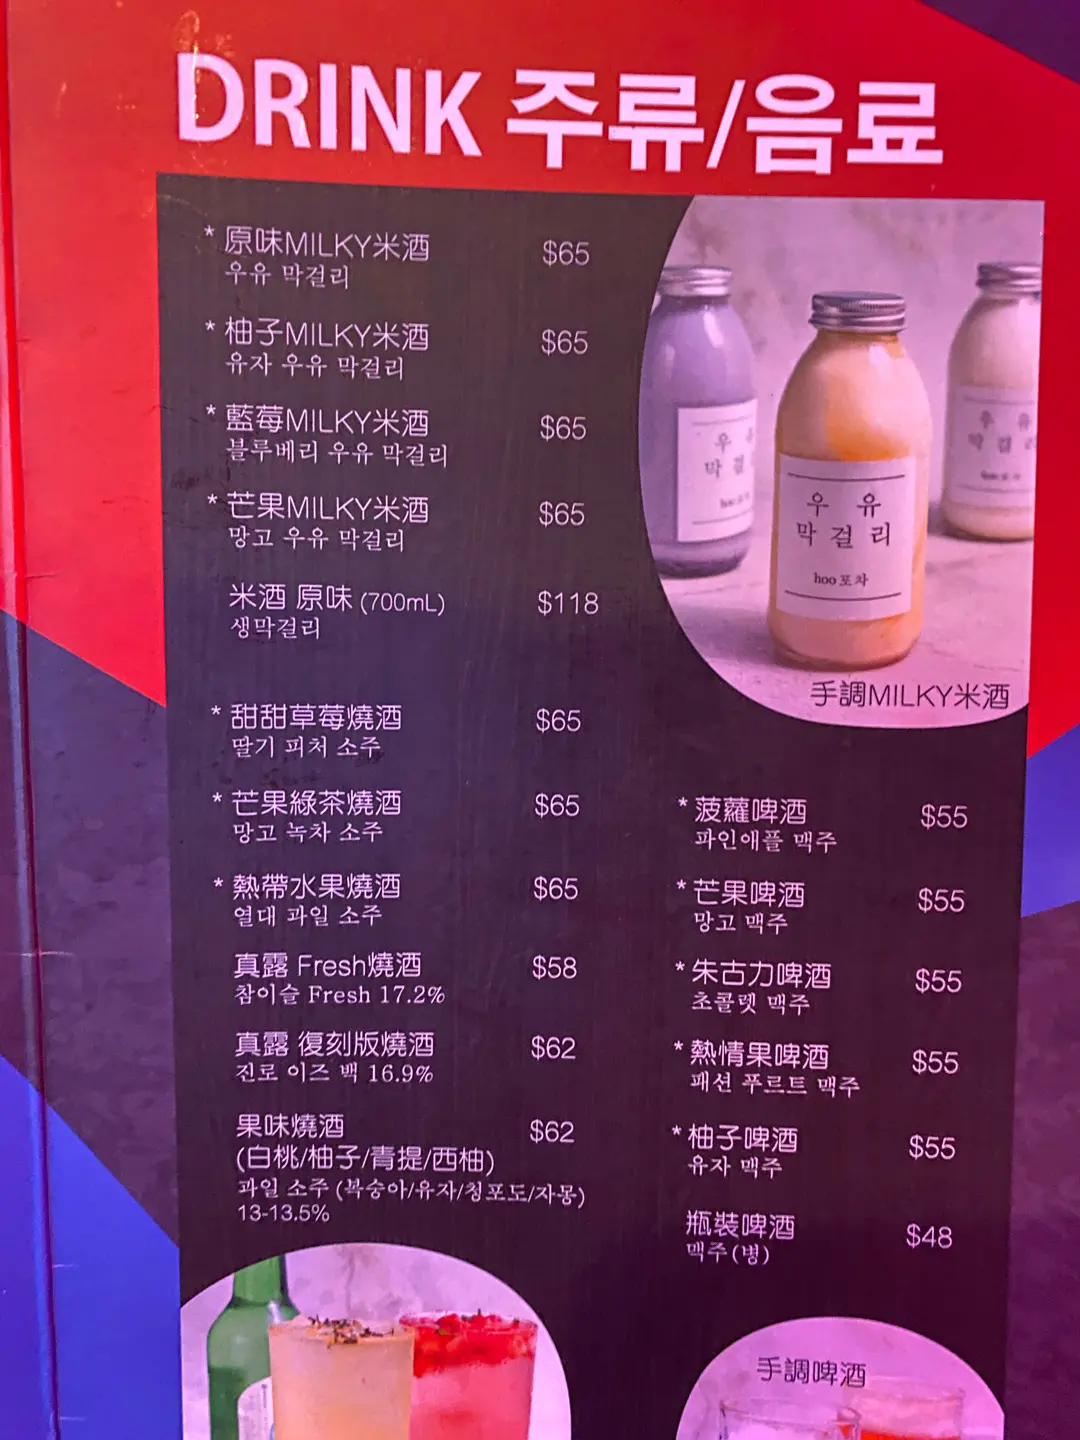 DRINK 주류/음료
* 原味MILKY米酒 $65
우유 막걸리
* 柚子MILKY米酒 $65
유자 우유 막걸리
* 藍莓MILKY米酒 $65
블루베리 우유 막걸리
* 芒果MILKY米酒 $65
망고 우유 막걸리
米酒 原味 (700mL) $118
생막걸리
우유
막걸
우유
막걸리
hoo포차
우유
막걸리
手調MILKY米酒
* 甜甜草莓燒酒 $65
딸기 피처 소주
* 芒果綠茶燒酒 $65
망고 녹차 소주
* 熱帶水果燒酒 $65
열대 과일 소주
真露 Fresh燒酒 $58
참이슬 Fresh 17.2%
真露 復刻版燒酒 $62
진로 이즈 백 16.9%
果味燒酒 $62
(白桃/柚子/青提/西柚)
과일 소주 (복숭아/유자/청포도/자몽)
13-13.5%
* 菠蘿啤酒 $55
파인애플 맥주
* 芒果啤酒 $55
망고 맥주
* 朱古力啤酒 $55
초콜렛 맥주
* 熱情果啤酒 $55
패션 푸르트 맥주
* 柚子啤酒 $55
유자 맥주
瓶裝啤酒 $48
맥주(병)
手調啤酒